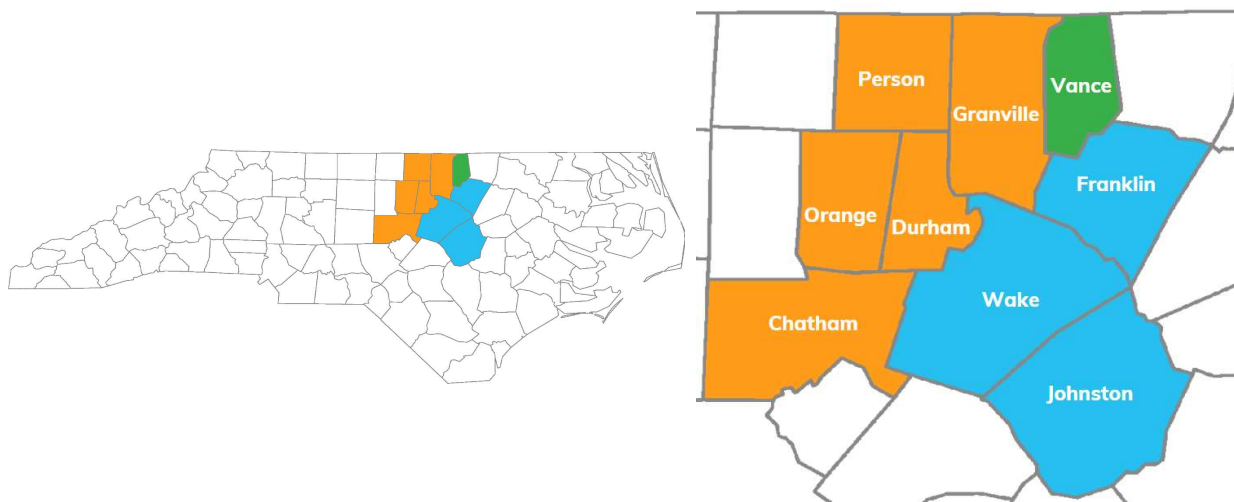 Person
Vance
Granville
Franklin
Orange
Durham
Wake
Chatham
Johnston